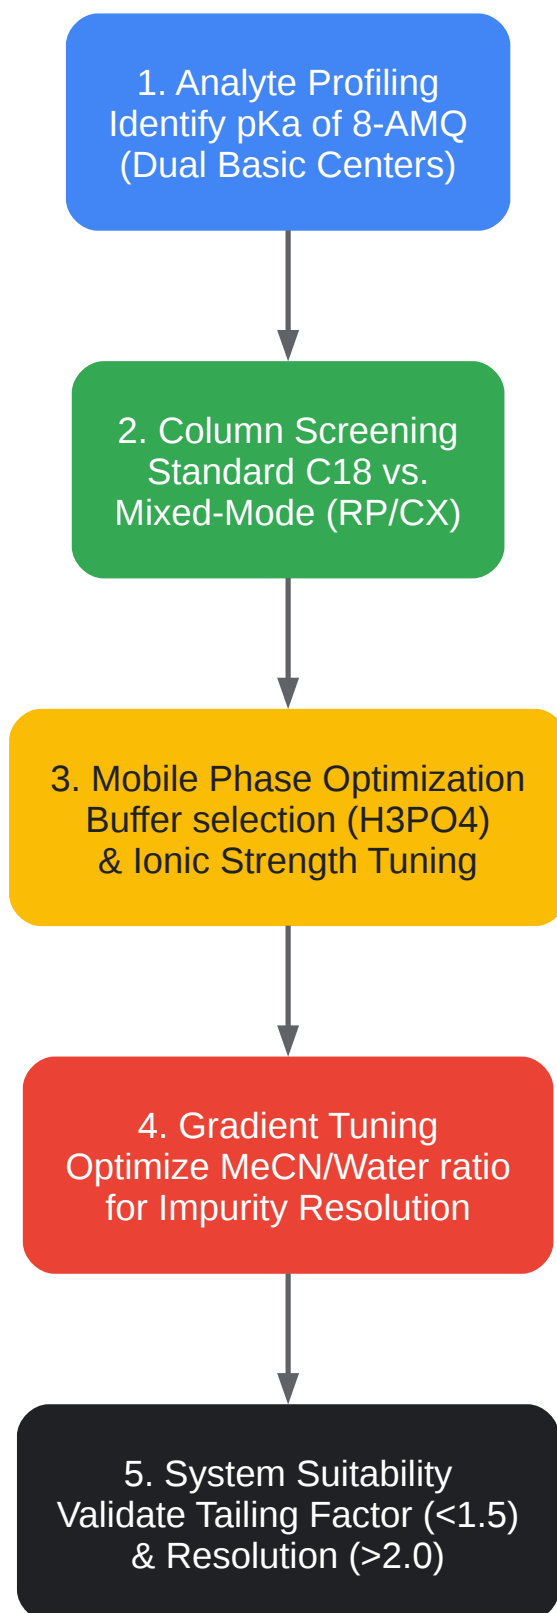 1. Analyte Profiling
Identify pKa of 8-AMQ
(Dual Basic Centers)
2. Column Screening
Standard C18 vs.
Mixed-Mode (RP/CX)
3. Mobile Phase Optimization
Buffer selection (H3PO4)
& Ionic Strength Tuning
4. Gradient Tuning
Optimize MeCN/Water ratio
for Impurity Resolution
5. System Suitability
Validate Tailing Factor (<1.5)
& Resolution (>2.0)